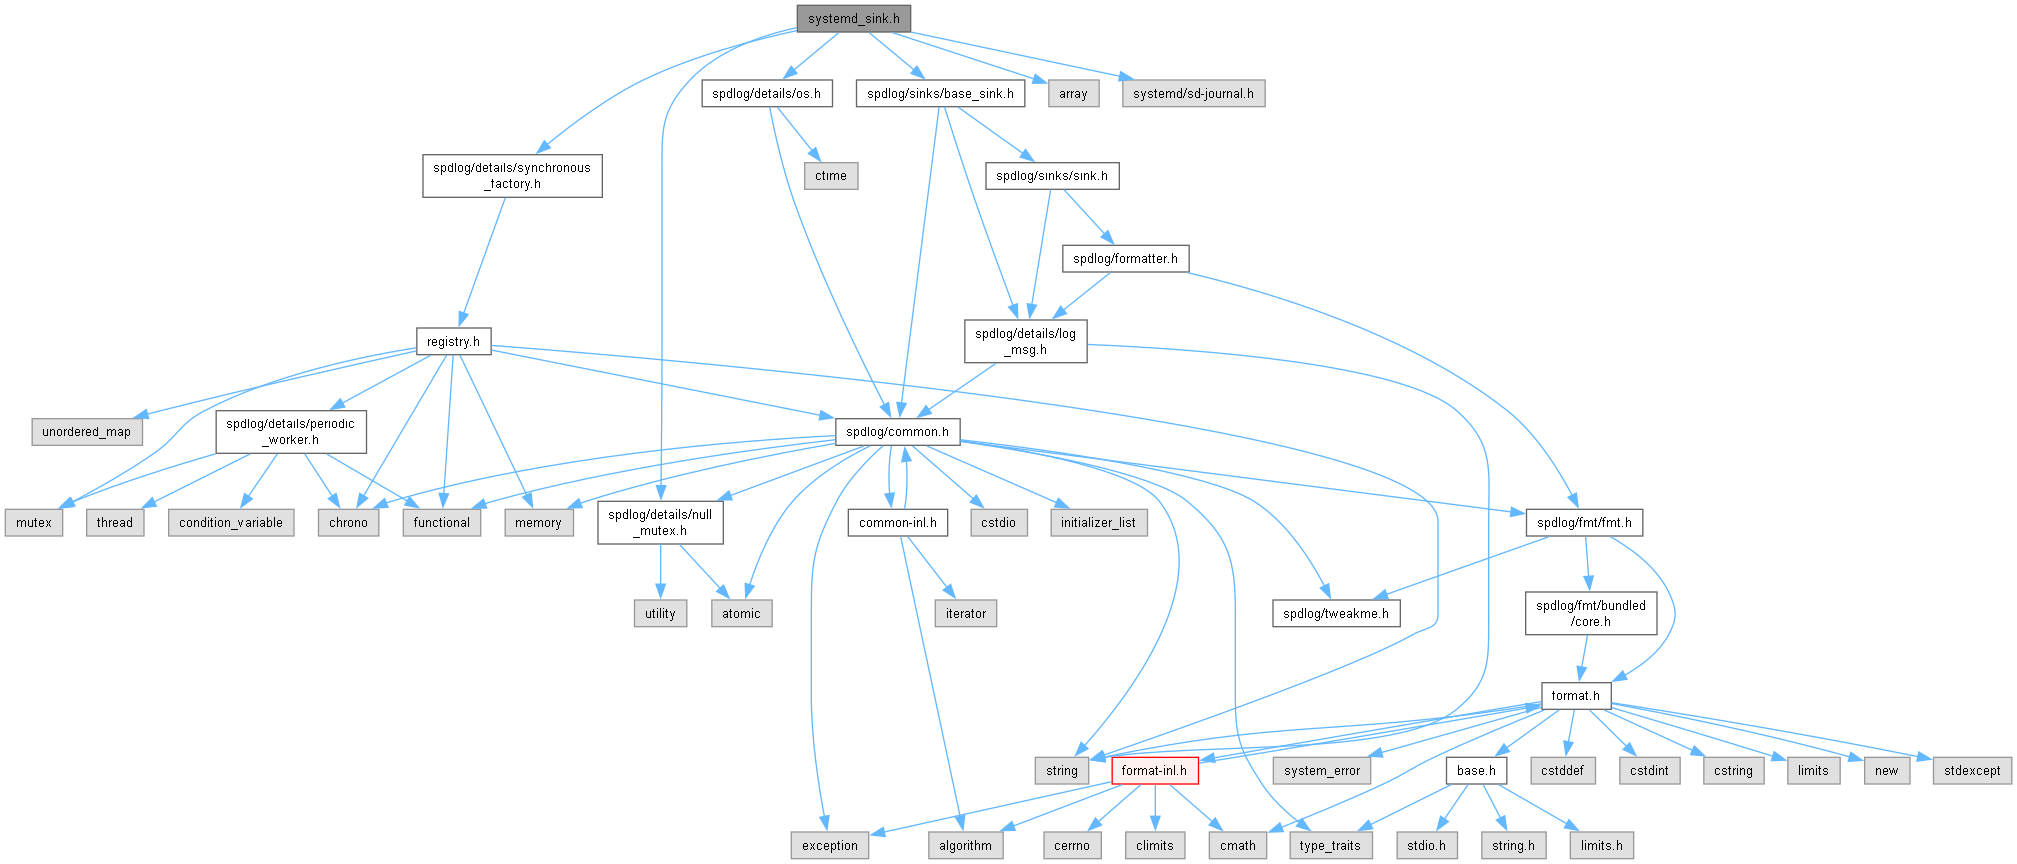 systemd_sink.h
spdlog/details/os.h
spdlog/sinks/base_sink.h
array
systemd/sd-journal.h
spdlog/details/synchronous
_factory.h
ctime
spdlog/sinks/sink.h
spdlog/formatter.h
registry.h
spdlog/details/log
_msg.h
unordered_map
spdlog/details/periodic
_worker.h
spdlog/common.h
mutex
thread
condition_variable
chrono
functional
memory
spdlog/details/null
_mutex.h
common-inl.h
cstdio
initializer_list
spdlog/fmt/fmt.h
utility
atomic
iterator
spdlog/tweakme.h
spdlog/fmt/bundled
/core.h
format.h
string
format-inl.h
system_error
base.h
cstddef
cstdint
cstring
limits
new
stdexcept
exception
algorithm
cerrno
climits
cmath
type_traits
stdio.h
string.h
limits.h